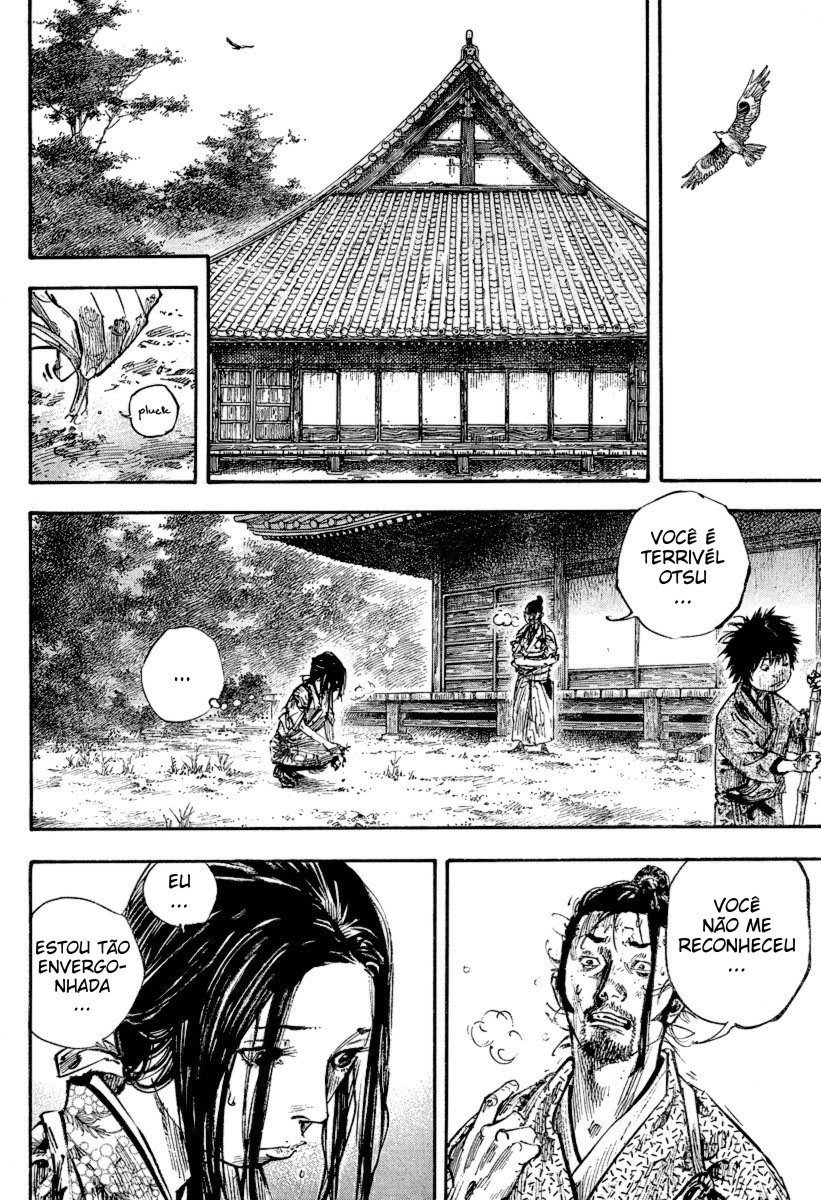 pluck
VOCÊ É
TERRIVÉL
OTSU
...
...
VOCÊ
NÃO ME
RECONHECEU
...
EU
...
ESTOU TÃO
ENVERGO-
NHADA
...